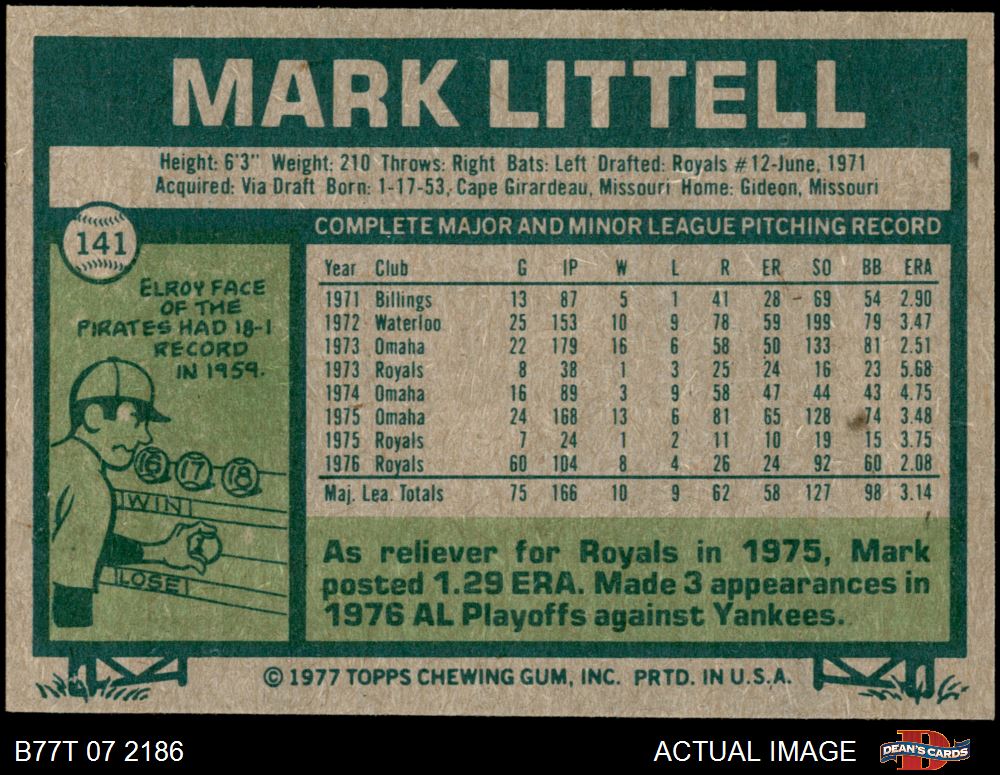 MARK LITTELL
Height: 6'3" Weight: 210 Throws: Right Bats: Left Drafted: Royals #12-June, 1971
Acquired: Via Draft Born: 1-17-53, Cape Girardeau, Missouri Home: Gideon, Missouri
141
COMPLETE MAJOR AND MINOR LEAGUE PITCHING RECORD
Year Club G IP W L R ER SO BB ERA
1971 Billings 13 87 5 1 41 28 69 54 2.90
1972 Waterloo 25 153 10 9 78 59 199 79 3.47
1973 Omaha 22 179 16 6 58 50 133 81 2.51
1973 Royals 8 38 1 3 25 24 16 23 5.68
1974 Omaha 16 89 3 9 58 47 44 43 4.75
1975 Omaha 24 168 13 6 81 65 128 74 3.48
1975 Royals 7 24 1 2 11 10 19 15 3.75
1976 Royals 60 104 8 4 26 24 92 60 2.08
Maj. Lea. Totals 75 166 10 9 62 58 127 98 3.14
ELROY FACE
OF THE
PIRATES HAD 18-1
RECORD
IN 1959.
16 17 18
WIN
1
LOSE
As reliever for Royals in 1975, Mark
posted 1.29 ERA. Made 3 appearances in
1976 AL Playoffs against Yankees.
© 1977 TOPPS CHEWING GUM, INC. PRTD. IN U.S.A.
B77T 07 2186
ACTUAL IMAGE
DEAN'S CARDS